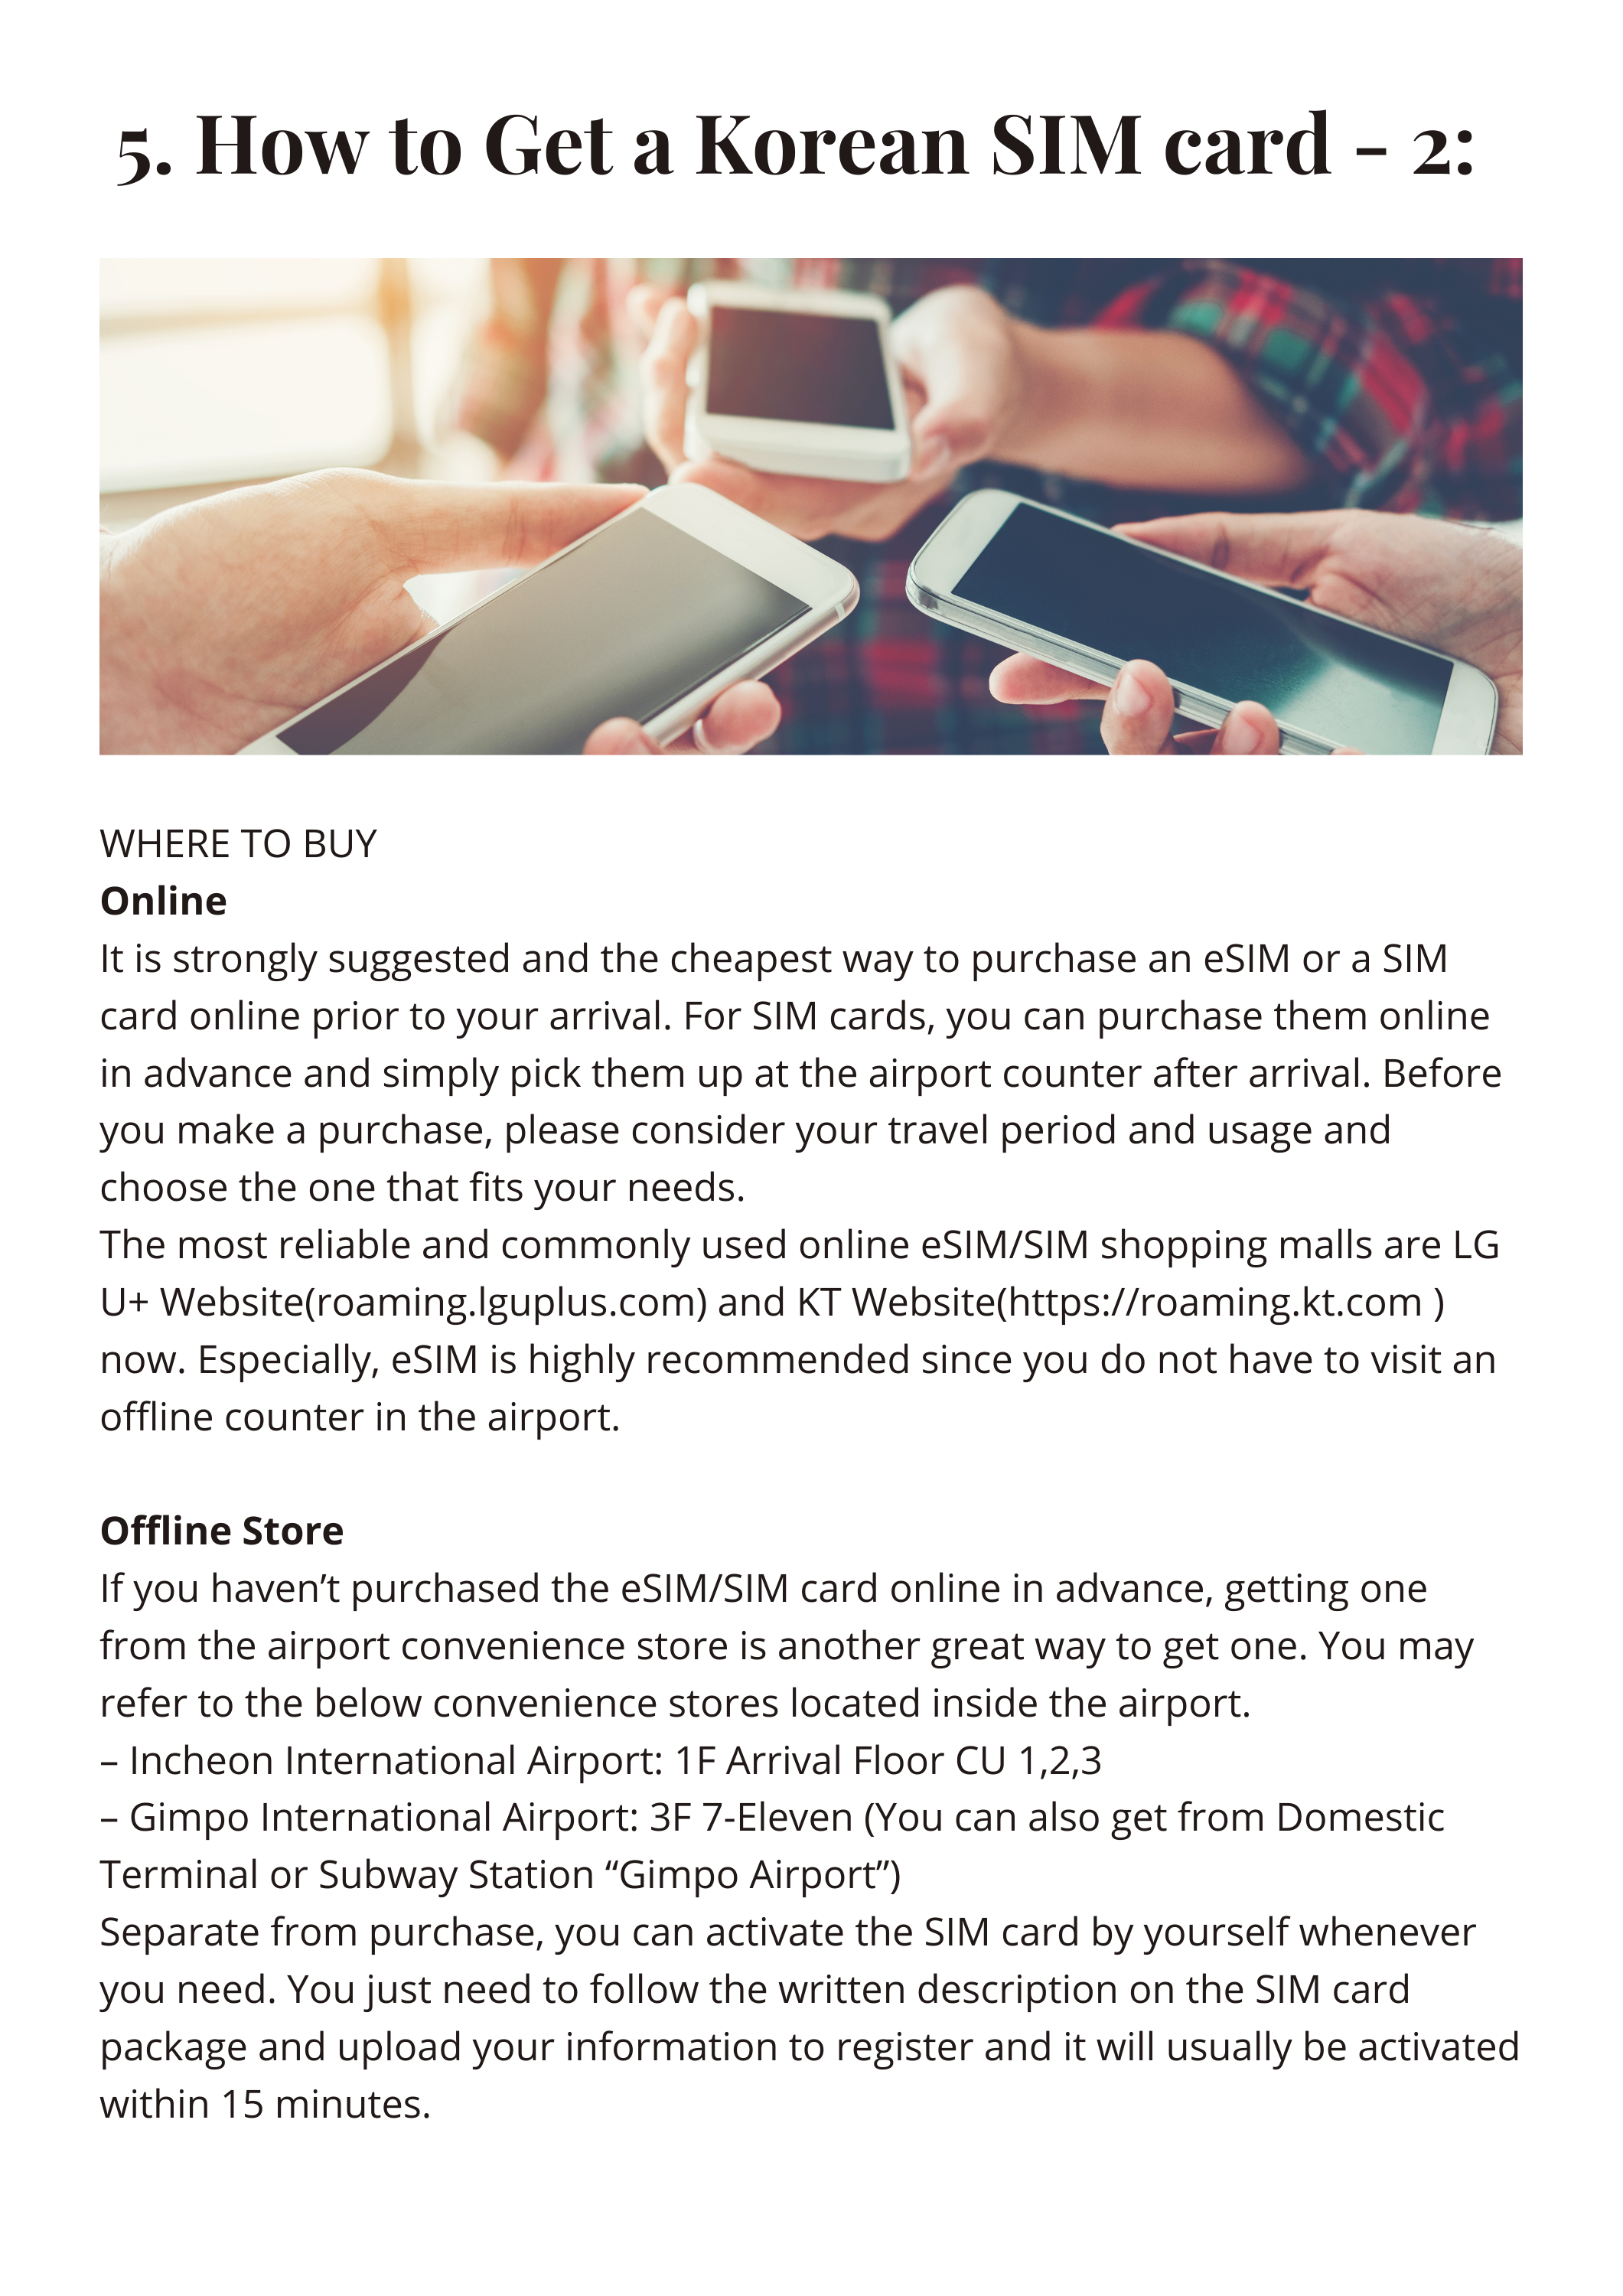 5. How to Get a Korean SIM card - 2:
WHERE TO BUY
Online
It is strongly suggested and the cheapest way to purchase an eSIM or a SIM
card online prior to your arrival. For SIM cards, you can purchase them online
in advance and simply pick them up at the airport counter after arrival. Before
you make a purchase, please consider your travel period and usage and
choose the one that fits your needs.
The most reliable and commonly used online eSIM/SIM shopping malls are LG
U+ Website(roaming.lguplus.com) and KT Website(https://roaming.kt.com )
now. Especially, eSIM is highly recommended since you do not have to visit an
offline counter in the airport.
Offline Store
If you haven’t purchased the eSIM/SIM card online in advance, getting one
from the airport convenience store is another great way to get one. You may
refer to the below convenience stores located inside the airport.
– Incheon International Airport: 1F Arrival Floor CU 1,2,3
– Gimpo International Airport: 3F 7-Eleven (You can also get from Domestic
Terminal or Subway Station “Gimpo Airport”)
Separate from purchase, you can activate the SIM card by yourself whenever
you need. You just need to follow the written description on the SIM card
package and upload your information to register and it will usually be activated
within 15 minutes.